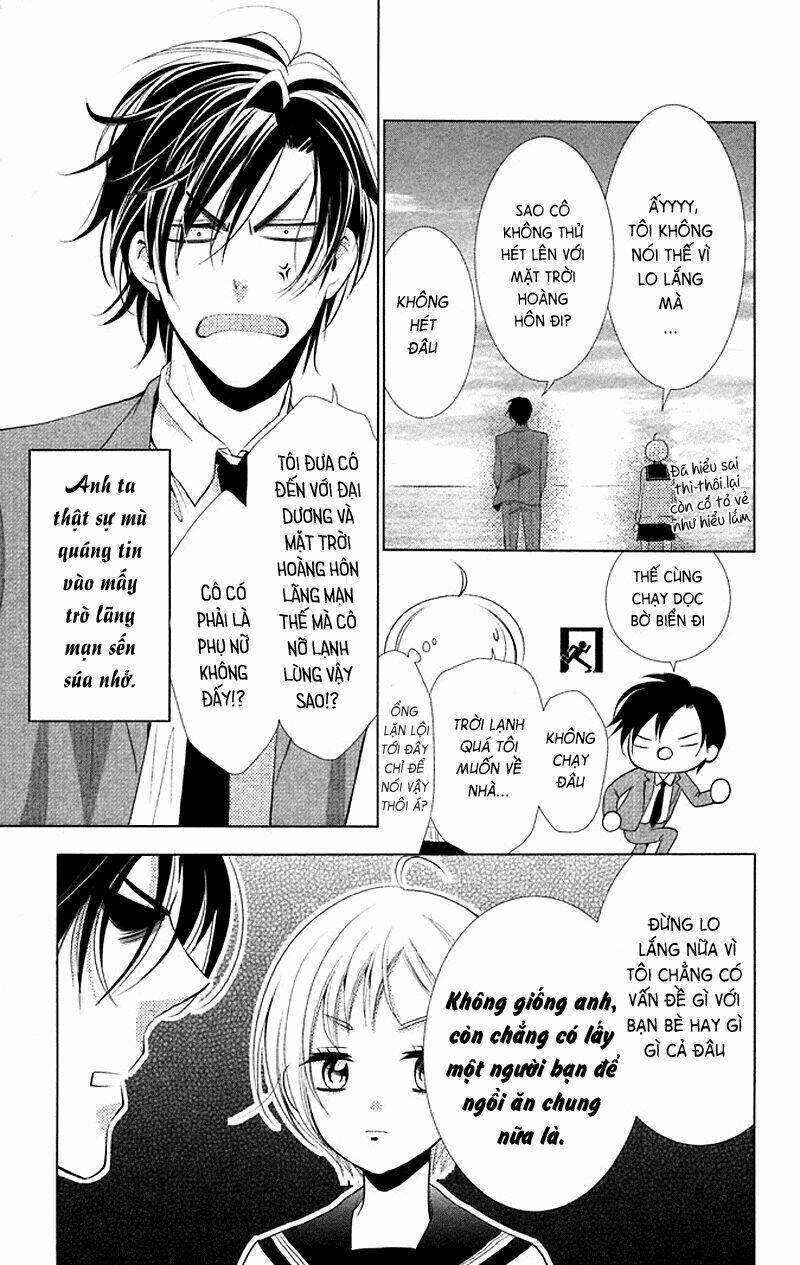 ẤYYYY,
TÔI KHÔNG
NÓI THẾ VÌ
LO LẮNG
MÀ
...
SAO CÔ
KHÔNG THỬ
HÉT LÊN VỚI
MẶT TRỜI
HOÀNG
HÔN ĐI?
KHÔNG
HÉT
ĐÂU
Đã hiểu sai
thì thôi lại
còn cố tỏ vẻ
như hiểu lắm
TÔI ĐƯA CÔ
ĐẾN VỚI ĐẠI
DƯƠNG VÀ
MẶT TRỜI
HOÀNG HÔN
LÃNG MẠN
THẾ MÀ CÔ
NỠ LẠNH
LÙNG VẬY
SAO!?
CÔ CÓ
PHẢI LÀ
PHỤ NỮ
KHÔNG
ĐẤY!?
Anh ta
thật sự mù
quáng tin
vào mấy
trò lãng
mạn sến
súa nhở.
THẾ CÙNG
CHẠY DỌC
BỜ BIỂN ĐI
KHÔNG
CHẠY
ĐÂU
TRỜI LẠNH
QUÁ TÔI
MUỐN VỀ
NHÀ...
ỔNG
LẶN LỘI
TỚI ĐÂY
CHỈ ĐỂ
NÓI VẬY
THÔI Á?
ĐỪNG LO
LẮNG NỮA VÌ
TÔI CHẲNG CÓ
VẤN ĐỀ GÌ VỚI
BẠN BÈ HAY GÌ
GÌ CẢ ĐÂU
Không giống anh,
còn chẳng có lấy
một người bạn để
ngồi ăn chung
nữa là.